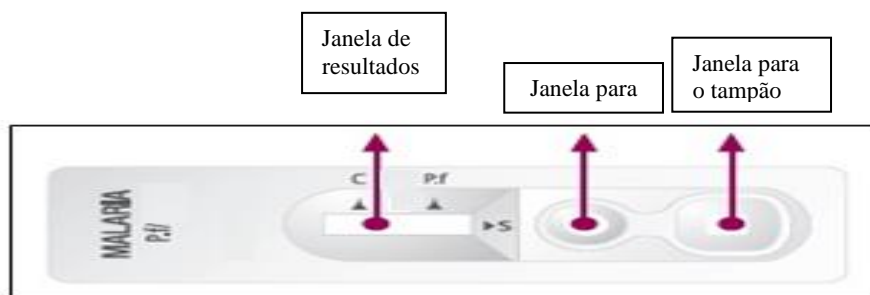 Janela de
resultados
Janela para
Janela para
o tampão
C
P.f
S
MALARIA
P.f/